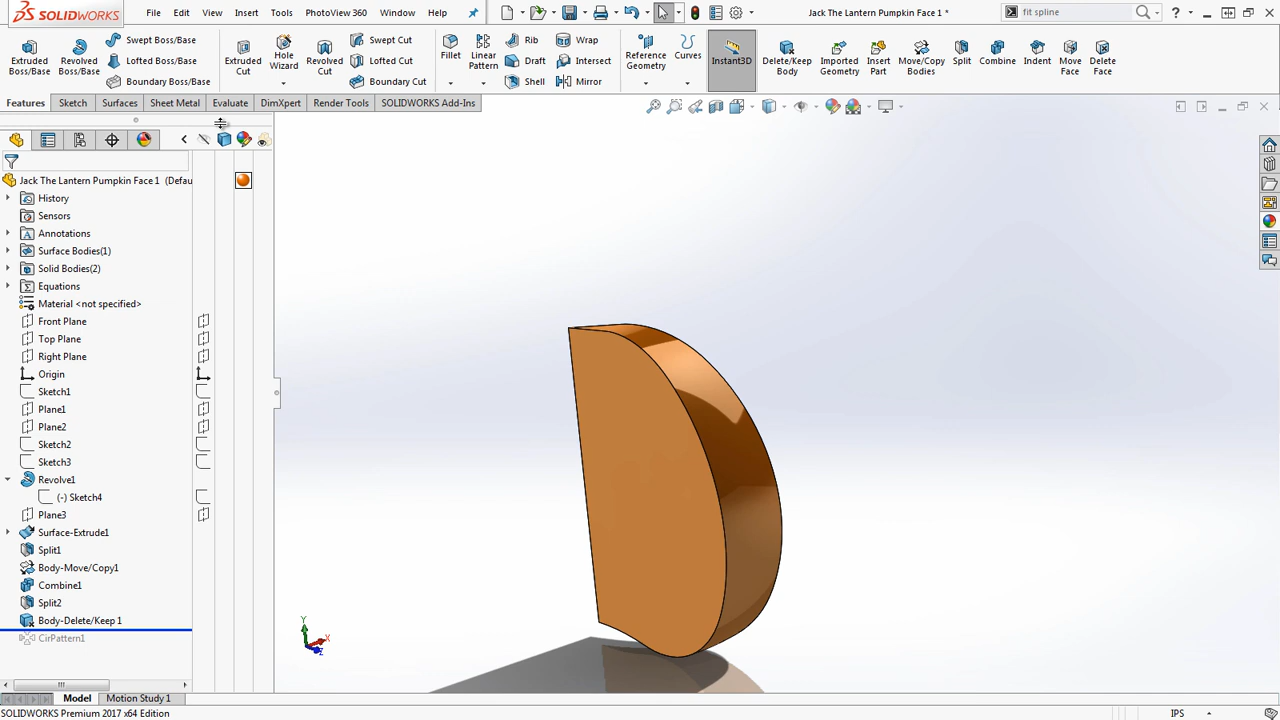 SOLIDWORKS File Edit View Insert Tools PhotoView 360 Window Help Jack The Lantern Pumpkin Face 1 * fit spline ?
Extruded Boss/Base Revolved Boss/Base Swept Boss/Base Lofted Boss/Base Boundary Boss/Base Extruded Cut Hole Wizard Revolved Cut Swept Cut Lofted Cut Boundary Cut Fillet Linear Pattern Rib Draft Shell Wrap Intersect Mirror Reference Geometry Curves Instant3D Delete/Keep Body Imported Geometry Insert Part Move/Copy Bodies Split Combine Indent Move Face Delete Face
Features Sketch Surfaces Sheet Metal Evaluate DimXpert Render Tools SOLIDWORKS Add-Ins
Jack The Lantern Pumpkin Face 1 (Defau
History
Sensors
Annotations
Surface Bodies(1)
Solid Bodies(2)
Equations
Material <not specified>
Front Plane
Top Plane
Right Plane
Origin
Sketch1
Plane1
Plane2
Sketch2
Sketch3
Revolve1
(-) Sketch4
Plane3
Surface-Extrude1
Split1
Body-Move/Copy1
Combine1
Split2
Body-Delete/Keep 1
CirPattern1
Y
X
Z
Model Motion Study 1
SOLIDWORKS Premium 2017 x64 Edition IPS